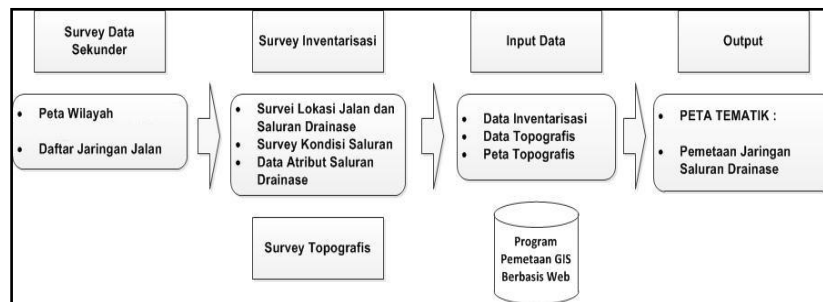 Survey Data
Sekunder
Survey Inventarisasi
Input Data
Output
• Peta Wilayah
• Daftar Jaringan Jalan
• Survei Lokasi Jalan dan
Saluran Drainase
• Survey Kondisi Saluran
• Data Atribut Saluran
Drainase
• Data Inventarisasi
• Data Topografis
• Peta Topografis
• PETA TEMATIK :
• Pemetaan Jaringan
Saluran Drainase
Survey Topografis
Program
Pemetaan GIS
Berbasis Web